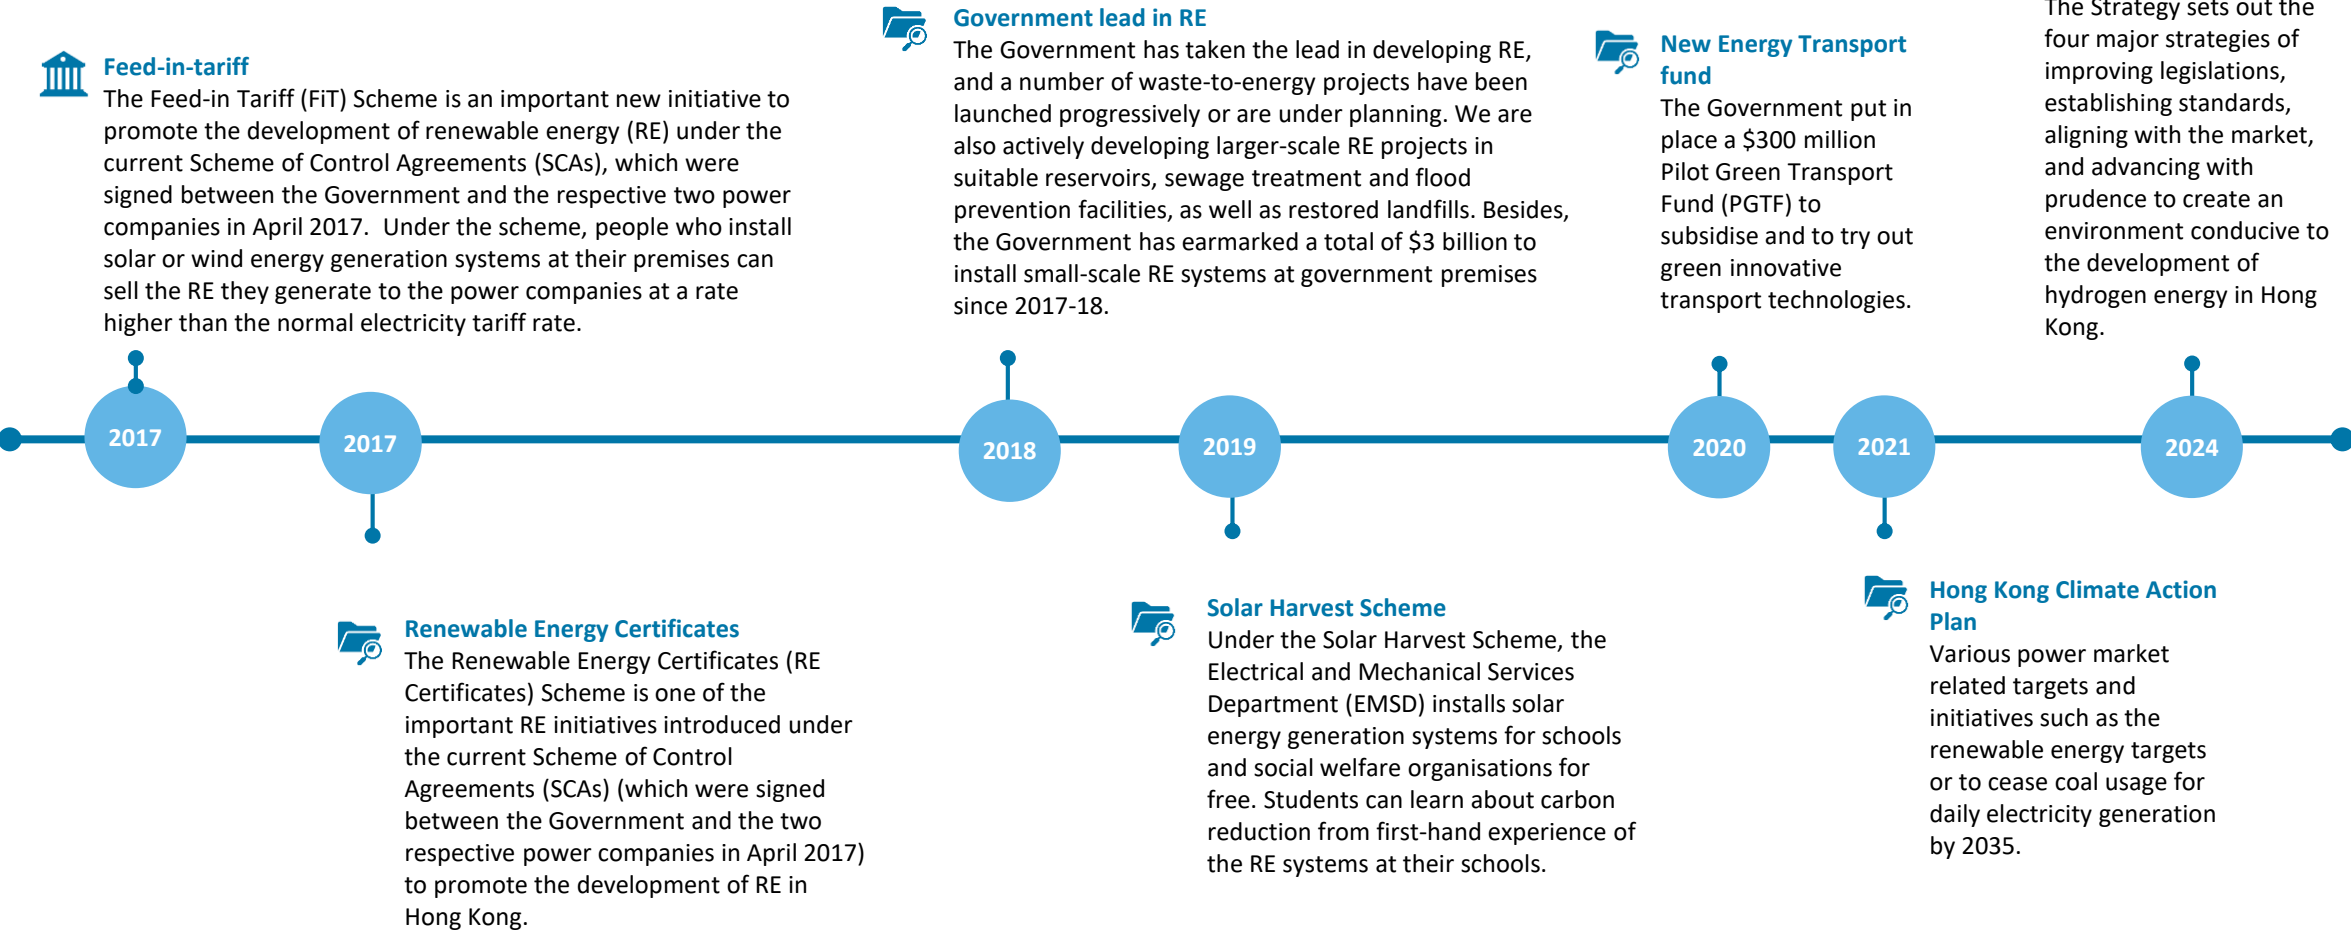 Feed-in-tariff
The Feed-in Tariff (FiT) Scheme is an important new initiative to
promote the development of renewable energy (RE) under the
current Scheme of Control Agreements (SCAs), which were
signed between the Government and the respective two power
companies in April 2017.  Under the scheme, people who install
solar or wind energy generation systems at their premises can
sell the RE they generate to the power companies at a rate
higher than the normal electricity tariff rate.
Government lead in RE
The Government has taken the lead in developing RE,
and a number of waste-to-energy projects have been
launched progressively or are under planning. We are
also actively developing larger-scale RE projects in
suitable reservoirs, sewage treatment and flood
prevention facilities, as well as restored landfills. Besides,
the Government has earmarked a total of $3 billion to
install small-scale RE systems at government premises
since 2017-18.
New Energy Transport
fund
The Government put in
place a $300 million
Pilot Green Transport
Fund (PGTF) to
subsidise and to try out
green innovative
transport technologies.
The Strategy sets out the
four major strategies of
improving legislations,
establishing standards,
aligning with the market,
and advancing with
prudence to create an
environment conducive to
the development of
hydrogen energy in Hong
Kong.
2017
2017
2018
2019
2020
2021
2024
Renewable Energy Certificates
The Renewable Energy Certificates (RE
Certificates) Scheme is one of the
important RE initiatives introduced under
the current Scheme of Control
Agreements (SCAs) (which were signed
between the Government and the two
respective power companies in April 2017)
to promote the development of RE in
Hong Kong.
Solar Harvest Scheme
Under the Solar Harvest Scheme, the
Electrical and Mechanical Services
Department (EMSD) installs solar
energy generation systems for schools
and social welfare organisations for
free. Students can learn about carbon
reduction from first-hand experience of
the RE systems at their schools.
Hong Kong Climate Action
Plan
Various power market
related targets and
initiatives such as the
renewable energy targets
or to cease coal usage for
daily electricity generation
by 2035.